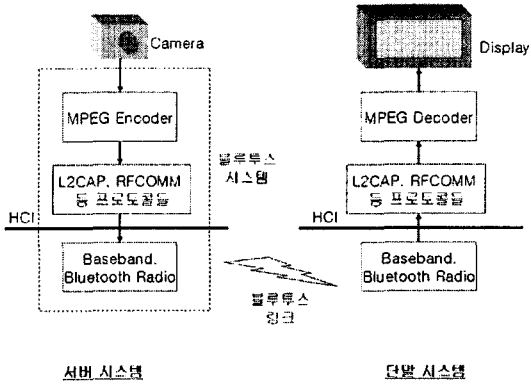 Camera
MPEG Encoder
L2CAP, RFCOMM
등 프로토콜들
HCI
Baseband,
Bluetooth Radio
블루투스
시스템
서버 시스템
블루투스
링크
Display
MPEG Decoder
L2CAP, RFCOMM
등 프로토콜들
HCI
Baseband,
Bluetooth Radio
단말 시스템